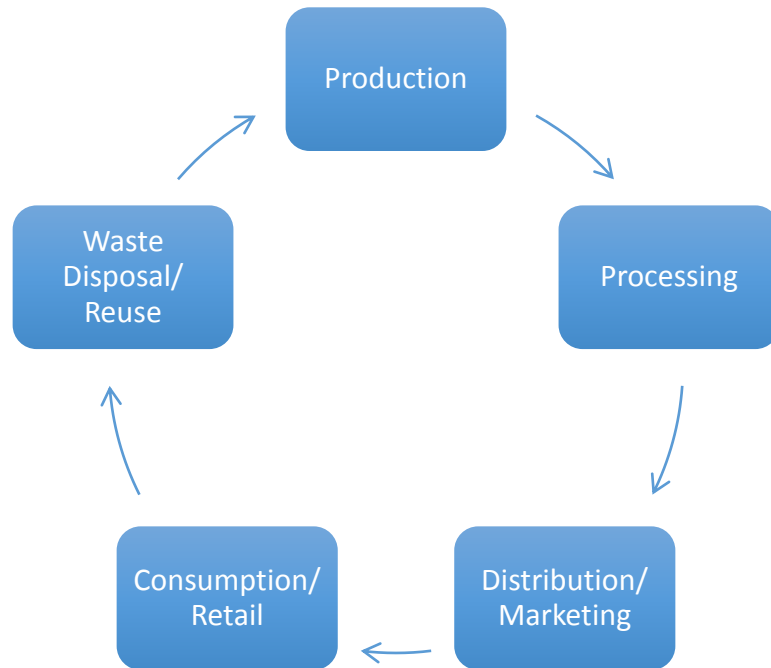 Production
Processing
Distribution/
Marketing
Consumption/
Retail
Waste
Disposal/
Reuse